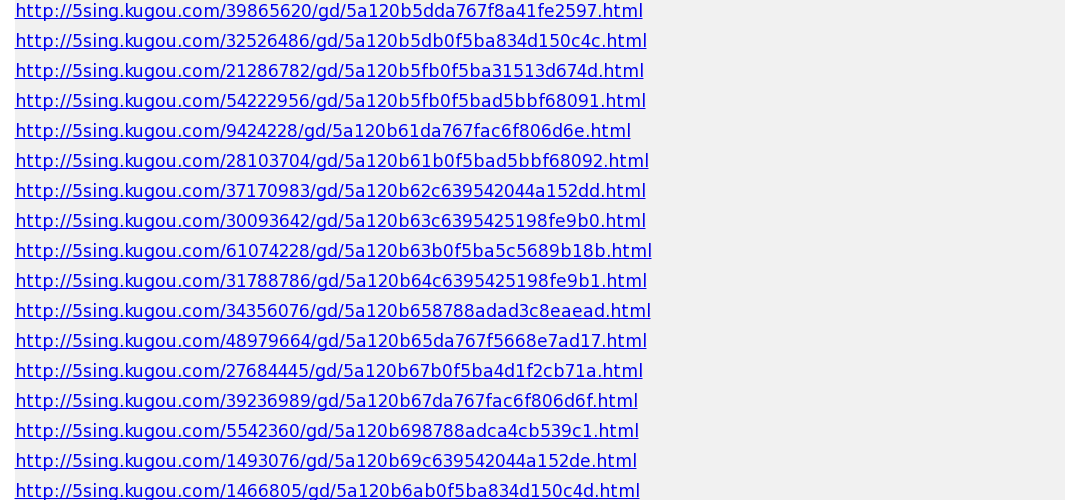 http://5sing.kugou.com/39865620/gd/5a120b5dda767f8a41fe2597.html
http://5sing.kugou.com/32526486/gd/5a120b5db0f5ba834d150c4c.html
http://5sing.kugou.com/21286782/gd/5a120b5fb0f5ba31513d674d.html
http://5sing.kugou.com/54222956/gd/5a120b5fb0f5bad5bbf68091.html
http://5sing.kugou.com/9424228/gd/5a120b61da767fac6f806d6e.html
http://5sing.kugou.com/28103704/gd/5a120b61b0f5bad5bbf68092.html
http://5sing.kugou.com/37170983/gd/5a120b62c639542044a152dd.html
http://5sing.kugou.com/30093642/gd/5a120b63c6395425198fe9b0.html
http://5sing.kugou.com/61074228/gd/5a120b63b0f5ba5c5689b18b.html
http://5sing.kugou.com/31788786/gd/5a120b64c6395425198fe9b1.html
http://5sing.kugou.com/34356076/gd/5a120b658788adad3c8eaead.html
http://5sing.kugou.com/48979664/gd/5a120b65da767f5668e7ad17.html
http://5sing.kugou.com/27684445/gd/5a120b67b0f5ba4d1f2cb71a.html
http://5sing.kugou.com/39236989/gd/5a120b67da767fac6f806d6f.html
http://5sing.kugou.com/5542360/gd/5a120b698788adca4cb539c1.html
http://5sing.kugou.com/1493076/gd/5a120b69c639542044a152de.html
http://5sing.kugou.com/1466805/gd/5a120b6ab0f5ba834d150c4d.html